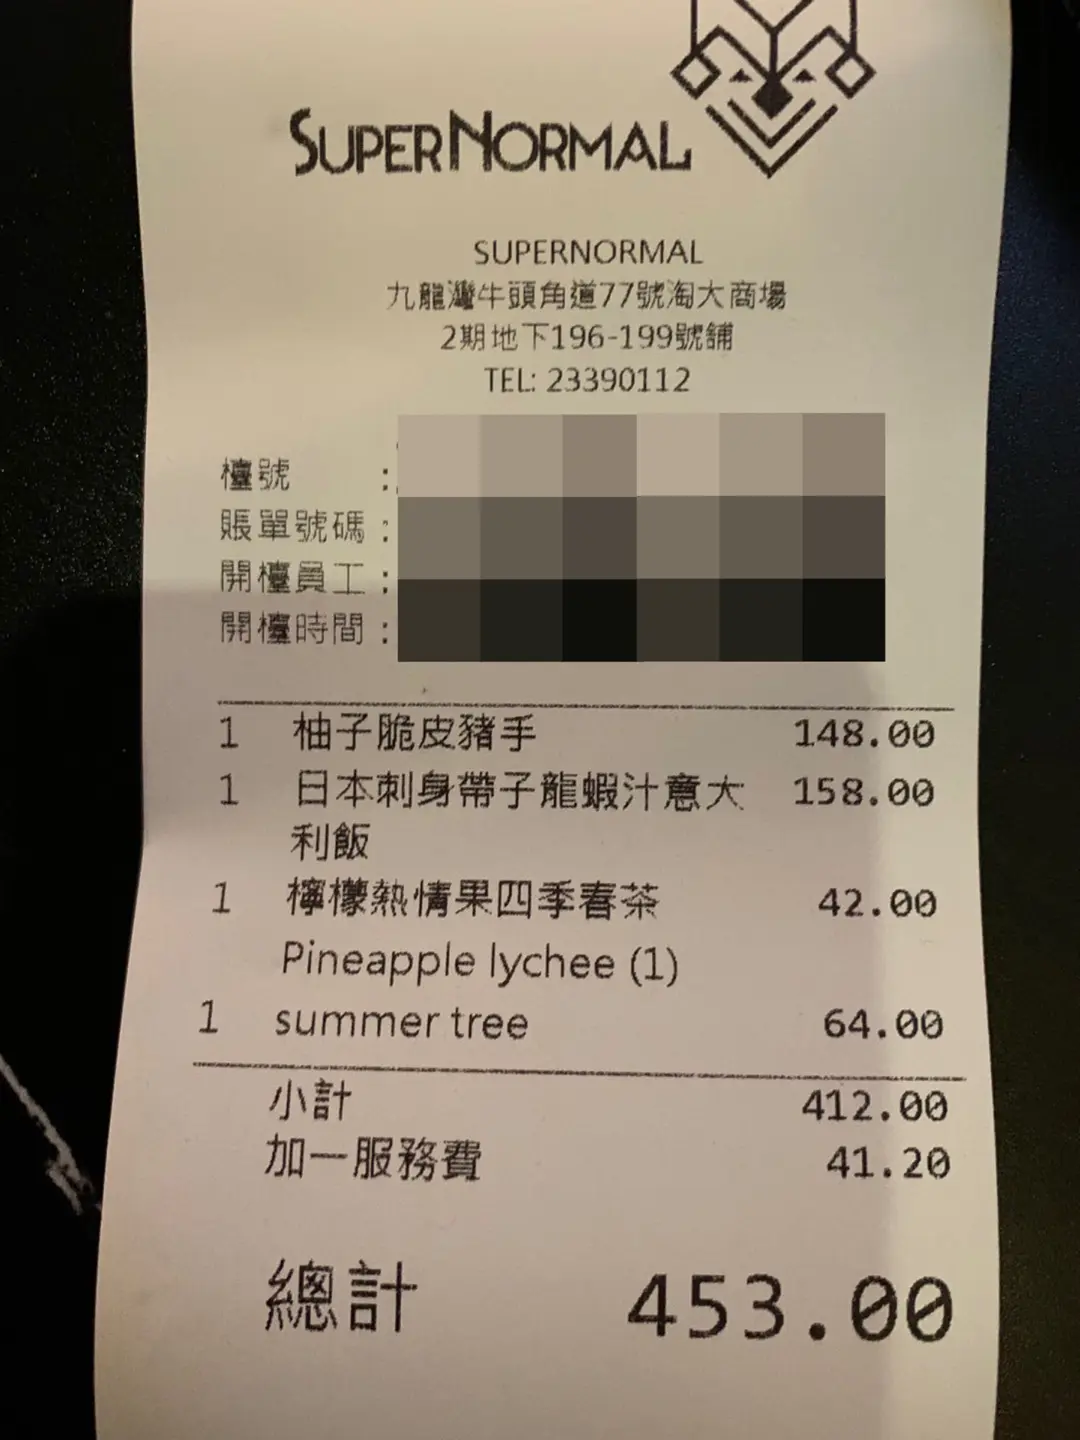 SUPERNORMAL
SUPERNORMAL
九龍灣牛頭角道77號淘大商場
2期地下196-199號舖
TEL: 23390112
檯號 :
賬單號碼 :
開檯員工 :
開檯時間 :
1 柚子脆皮豬手 148.00
1 日本刺身帶子龍蝦汁意大 158.00
利飯
1 檸檬熱情果四季春茶 42.00
Pineapple lychee (1)
1 summer tree 64.00
小計 412.00
加一服務費 41.20
總計 453.00